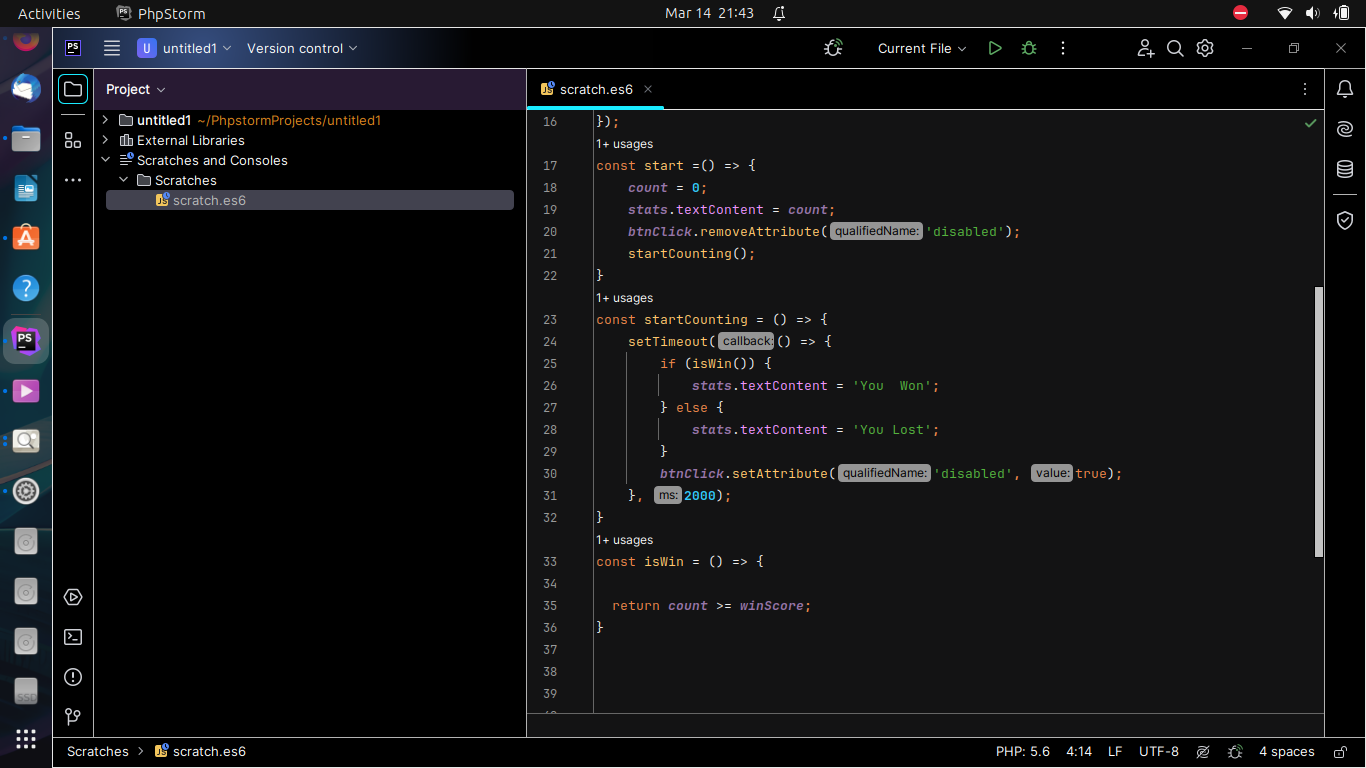 Activities PhpStorm Mar 14 21:43
PS U untitled1 Version control Current File
Project
scratch.es6
untitled1 ~/PhpstormProjects/untitled1
External Libraries
Scratches and Consoles
Scratches
JS scratch.es6
16 });
1+ usages
17 const start =() => {
18 count = 0;
19 stats.textContent = count;
20 btnClick.removeAttribute( qualifiedName: 'disabled');
21 startCounting();
22 }
1+ usages
23 const startCounting = () => {
24 setTimeout( callback: () => {
25 if (isWin()) {
26 stats.textContent = 'You  Won';
27 } else {
28 stats.textContent = 'You Lost';
29 }
30 btnClick.setAttribute( qualifiedName: 'disabled', value: true);
31 }, ms: 2000);
32 }
1+ usages
33 const isWin = () => {
34
35 return count >= winScore;
36 }
37
38
39
PS
SSD
Scratches > JS scratch.es6 PHP: 5.6 4:14 LF UTF-8 4 spaces